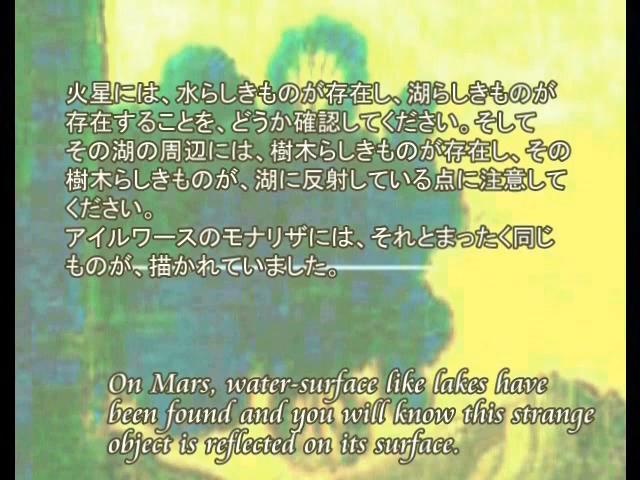 火星には、水らしきものが存在し、湖らしきものが
存在することを、どうか確認してください。そして
その湖の周辺には、樹木らしきものが存在し、その
樹木らしきものが、湖に反射している点に注意して
ください。
アイルワースのモナリザには、それとまったく同じ
ものが、描かれていました。
On Mars, water-surface like lakes have
been found and you will know this strange
object is reflected on its surface.